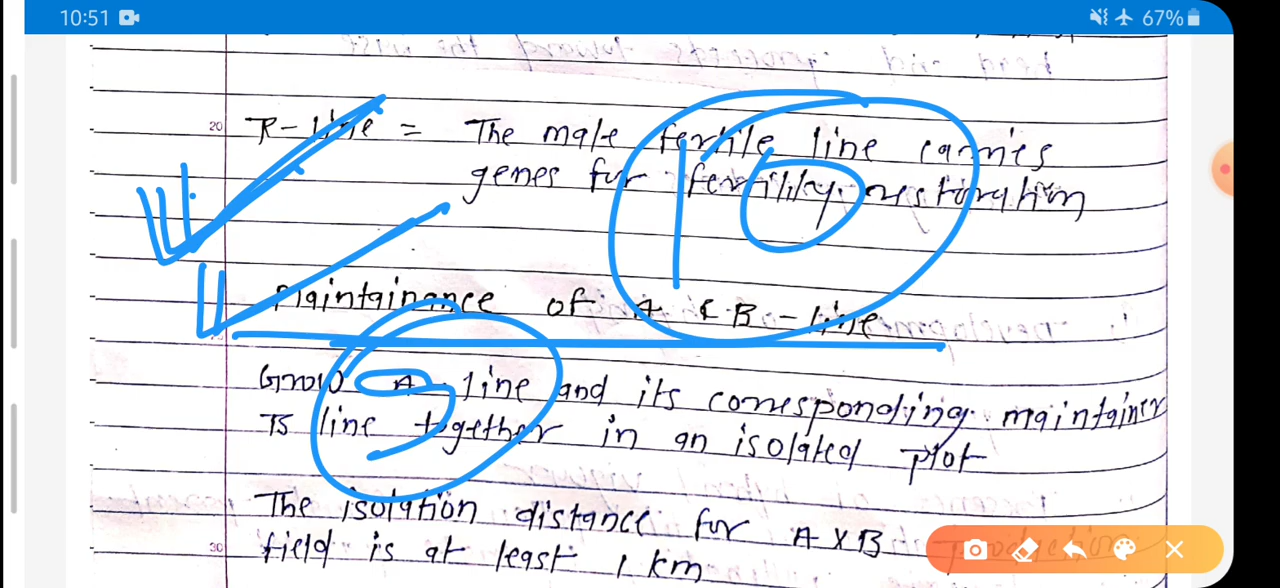 10:51
67%
20 R-line = The male fertile line carries
genes for fertility restoration
Maintainance of A & B-line
Grow A line and its corresponding maintainer
B line together in an isolated plot
The isolation distance for A X B
30 field is at least 1 km